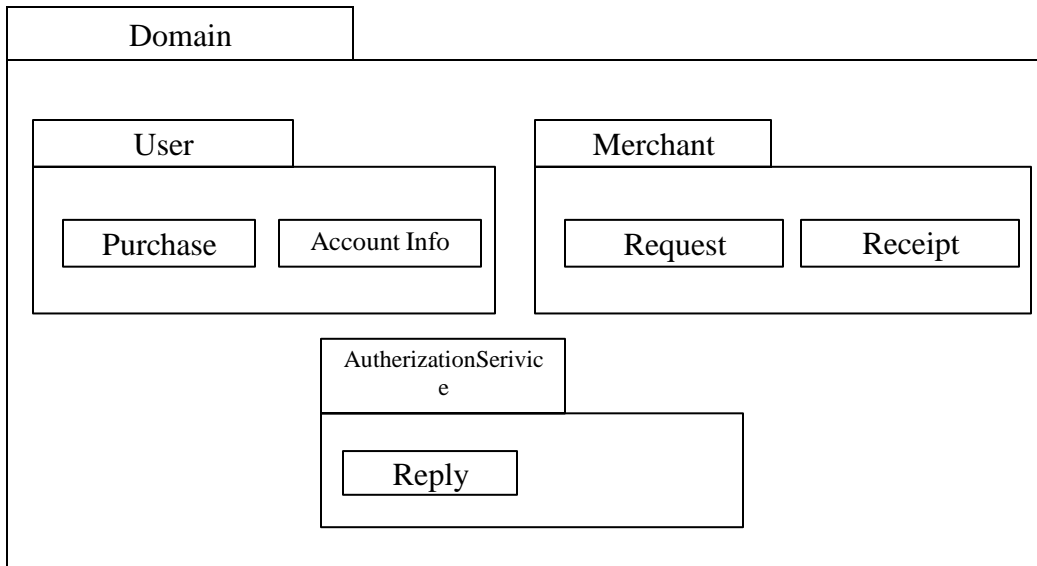 Domain
User
Merchant
Purchase
Account Info
Request
Receipt
AutherizationSerivic
e
Reply